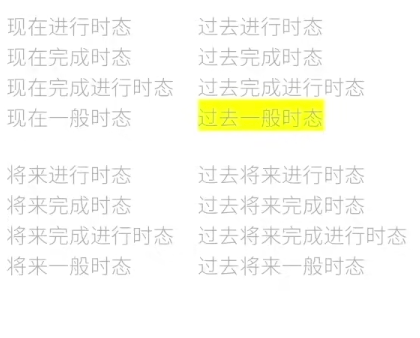 现在进行时态 过去进行时态
现在完成时态 过去完成时态
现在完成进行时态 过去完成进行时态
现在一般时态 过去一般时态
将来进行时态 过去将来进行时态
将来完成时态 过去将来完成时态
将来完成进行时态 过去将来完成进行时态
将来一般时态 过去将来一般时态